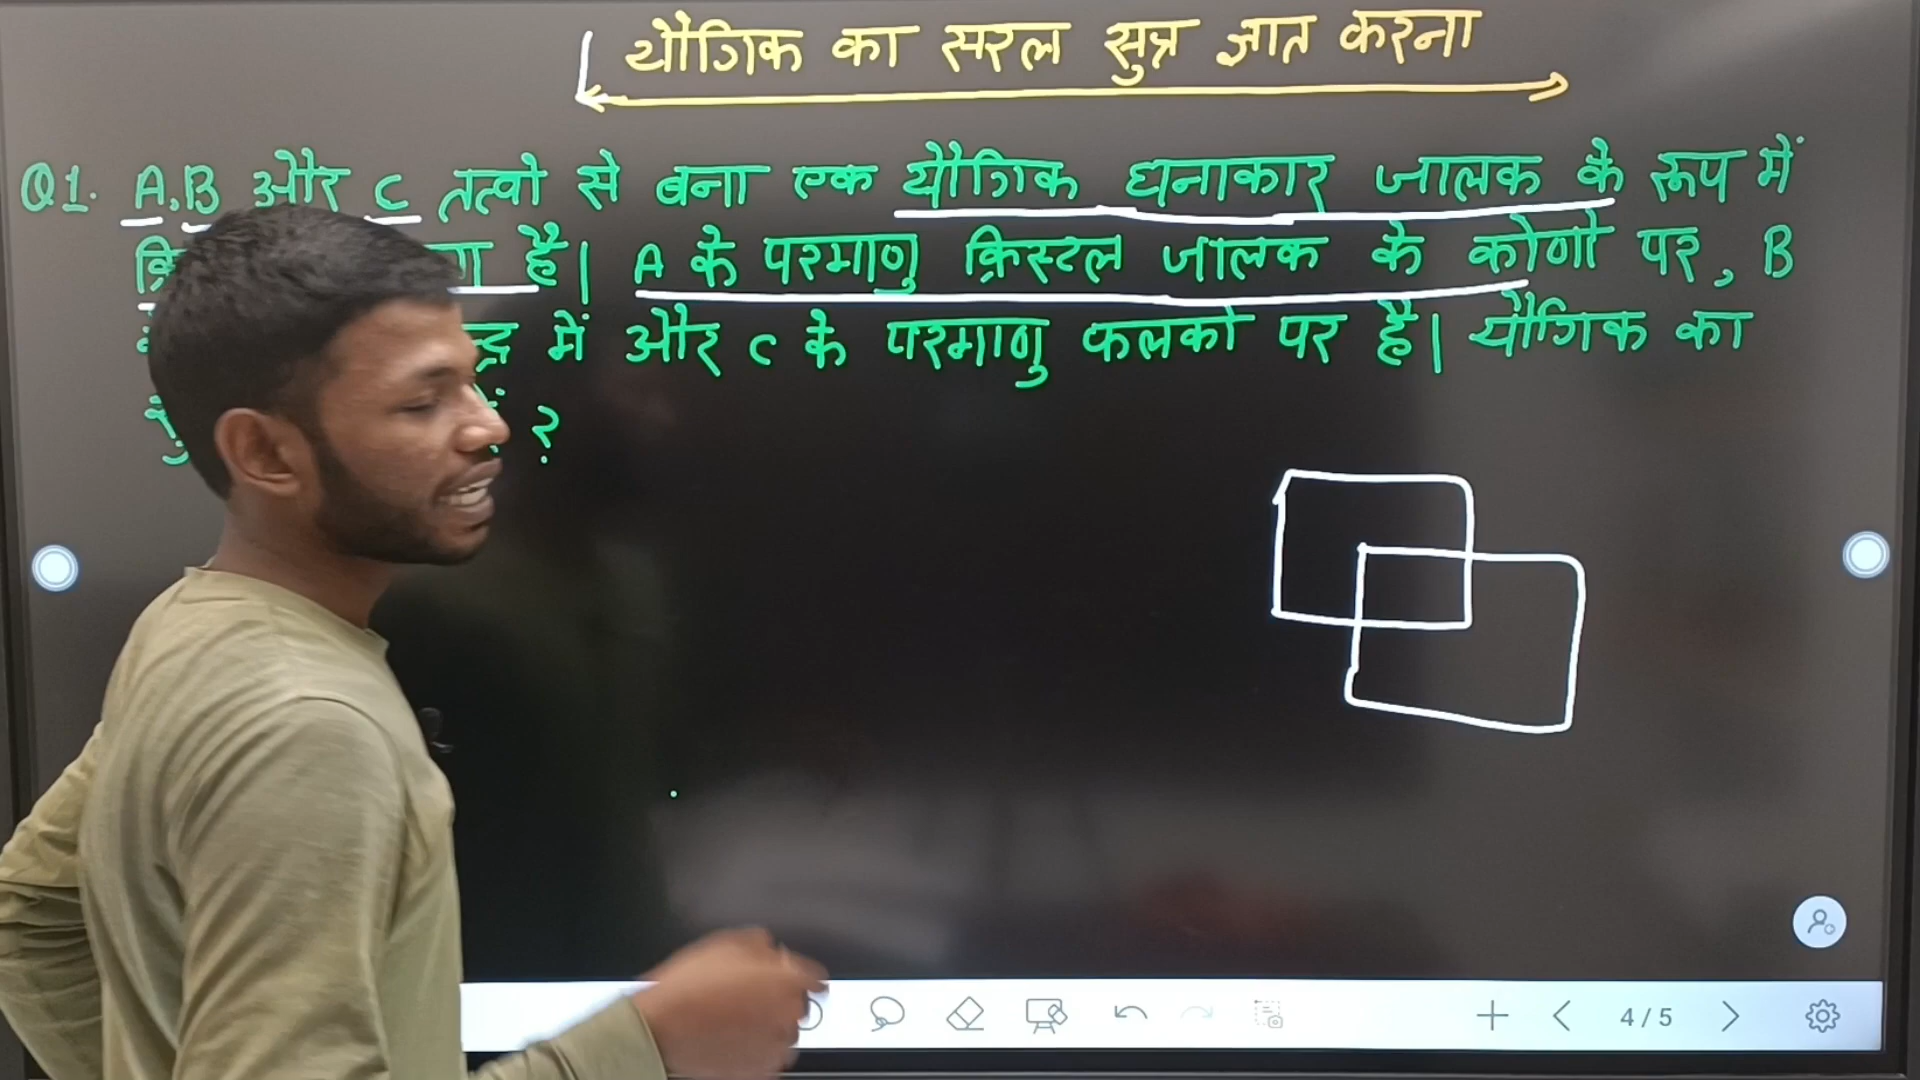 यौगिक का सरल सुत्र ज्ञात करना
Q1. A,B और C तत्वो से बना एक यौगिक घनाकार जालक के रूप में
है। A के परमाणु क्रिस्टल जालक के कोणो पर, B
में और C के परमाणु फलको पर है। यौगिक का
?
4/5